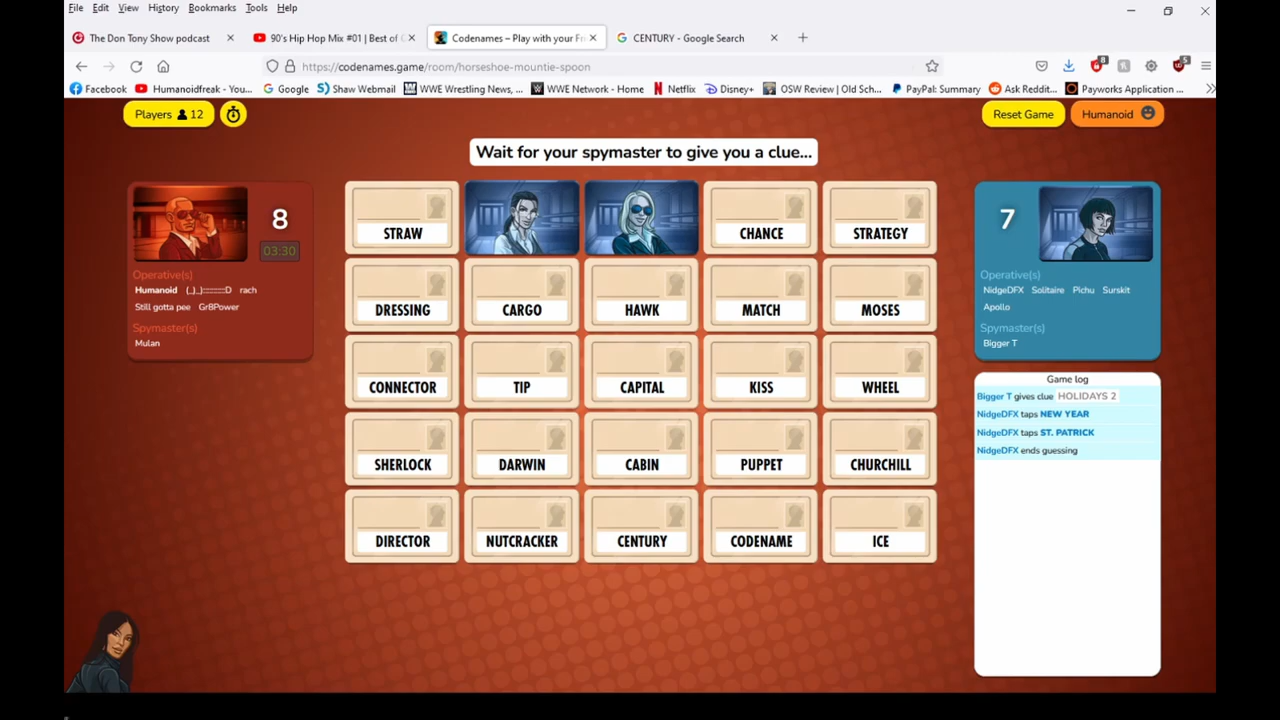 File Edit View History Bookmarks Tools Help
The Don Tony Show podcast 90's Hip Hop Mix #01 | Best of Codenames – Play with your Fr CENTURY - Google Search
https://codenames.game/room/horseshoe-mountie-spoon 8 5
Facebook Humanoidfreak - You... Google Shaw Webmail WWE Wrestling News, ... WWE Network - Home Netflix Disney+ OSW Review | Old Sch... PayPal: Summary Ask Reddit... Payworks Application ...
Players 12 Reset Game Humanoid
Wait for your spymaster to give you a clue...
8
03:30
Operative(s)
Humanoid (_)_):::::::::D rach
Still gotta pee Gr8Power
Spymaster(s)
Mulan
STRAW CHANCE STRATEGY
DRESSING CARGO HAWK MATCH MOSES
CONNECTOR TIP CAPITAL KISS WHEEL
SHERLOCK DARWIN CABIN PUPPET CHURCHILL
DIRECTOR NUTCRACKER CENTURY CODENAME ICE
7
Operative(s)
NidgeDFX Solitaire Pichu Surskit
Apollo
Spymaster(s)
Bigger T
Game log
Bigger T gives clue HOLIDAYS 2
NidgeDFX taps NEW YEAR
NidgeDFX taps ST. PATRICK
NidgeDFX ends guessing